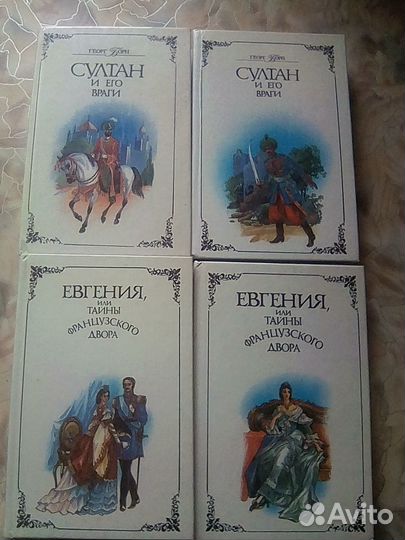 ГЕОРГ БОРН
СУЛТАН
И ЕГО
ВРАГИ
ГЕОРГ БОРН
СУЛТАН
И ЕГО
ВРАГИ
ЕВГЕНИЯ,
ИЛИ
ТАЙНЫ
ФРАНЦУЗСКОГО
ДВОРА
ЕВГЕНИЯ,
ИЛИ
ТАЙНЫ
ФРАНЦУЗСКОГО
ДВОРА
Avito